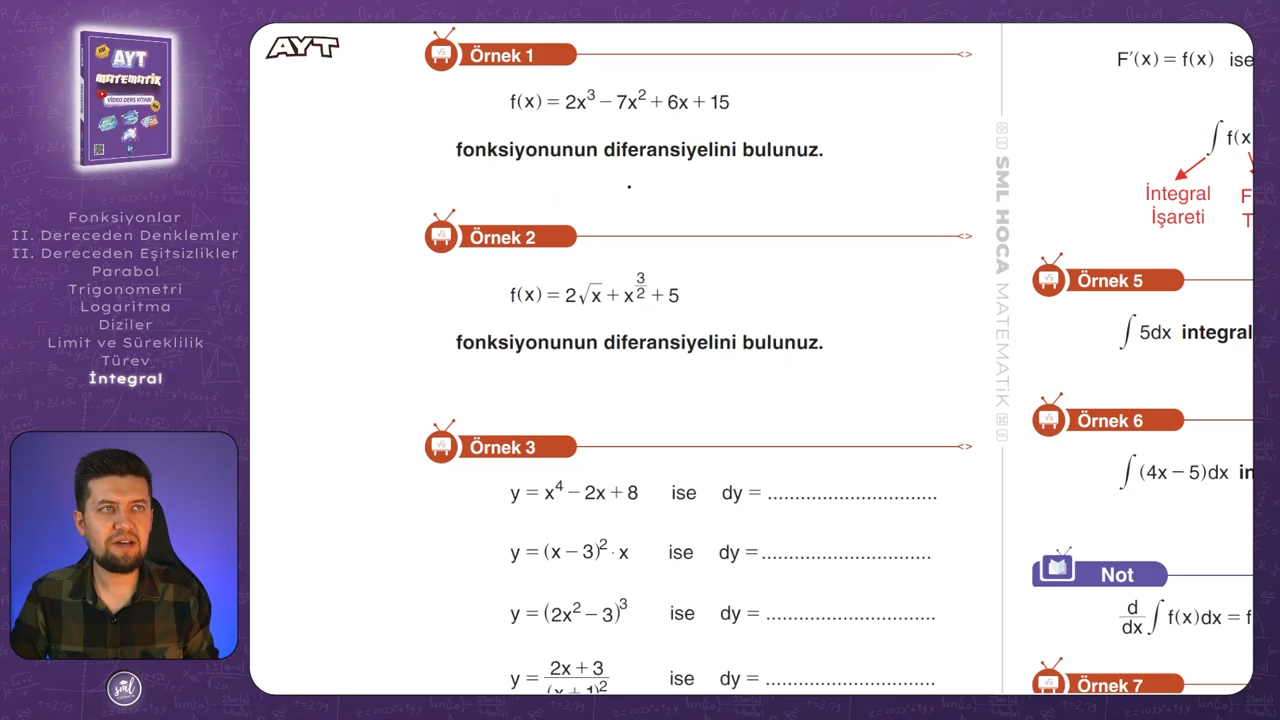 AYT
MATEMATİK
VİDEO DERS KİTABI
Fonksiyonlar
II. Dereceden Denklemler
II. Dereceden Eşitsizlikler
Parabol
Trigonometri
Logaritma
Diziler
Limit ve Süreklilik
Türev
İntegral
sml
AYT
Örnek 1
f(x) = 2x³ − 7x² + 6x + 15
fonksiyonunun diferansiyelini bulunuz.
Örnek 2
f(x) = 2√x + x^(3/2) + 5
fonksiyonunun diferansiyelini bulunuz.
Örnek 3
y = x⁴ − 2x + 8 ise dy = ...............................
y = (x − 3)² · x ise dy = ...............................
y = (2x² − 3)³ ise dy = ...............................
y = (2x + 3)/(x + 1)² ise dy = ...............................
SML HOCA MATEMATİK
F′(x) = f(x) ise
∫ f(x
İntegral
İşareti
F
T
Örnek 5
∫ 5dx integral
Örnek 6
∫ (4x − 5)dx in
Not
d/dx ∫ f(x)dx = f
Örnek 7